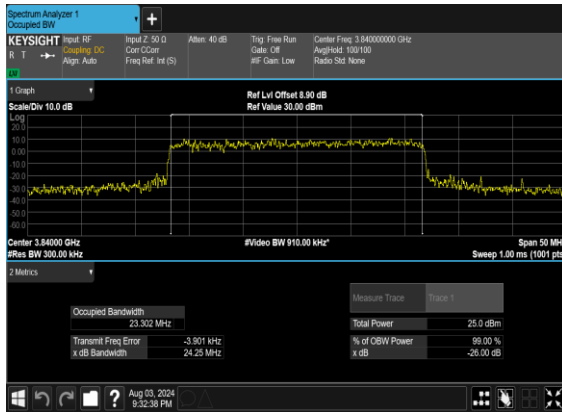 Spectrum Analyzer 1
Occupied BW
KEYSIGHT Input: RF Input Z: 50 Ω Atten: 40 dB Trig: Free Run Center Freq: 3.840000000 GHz
R T Coupling: DC Corr CCorr Gate: Off Avg|Hold: 100/100
Align: Auto Freq Ref: Int (S) #IF Gain: Low Radio Std: None
LXI
1 Graph Ref Lvl Offset 8.90 dB
Scale/Div 10.0 dB Ref Value 30.00 dBm
Log
20.0
10.0
0.00
-10.0
-20.0
-30.0
-40.0
-50.0
-60.0
Center 3.84000 GHz #Video BW 910.00 kHz* Span 50 MH
#Res BW 300.00 kHz Sweep 1.00 ms (1001 pts
2 Metrics
Measure Trace Trace 1
Occupied Bandwidth
23.302 MHz Total Power 25.0 dBm
Transmit Freq Error -3.901 kHz % of OBW Power 99.00 %
x dB Bandwidth 24.25 MHz x dB -26.00 dB
? Aug 03, 2024
9:32:38 PM